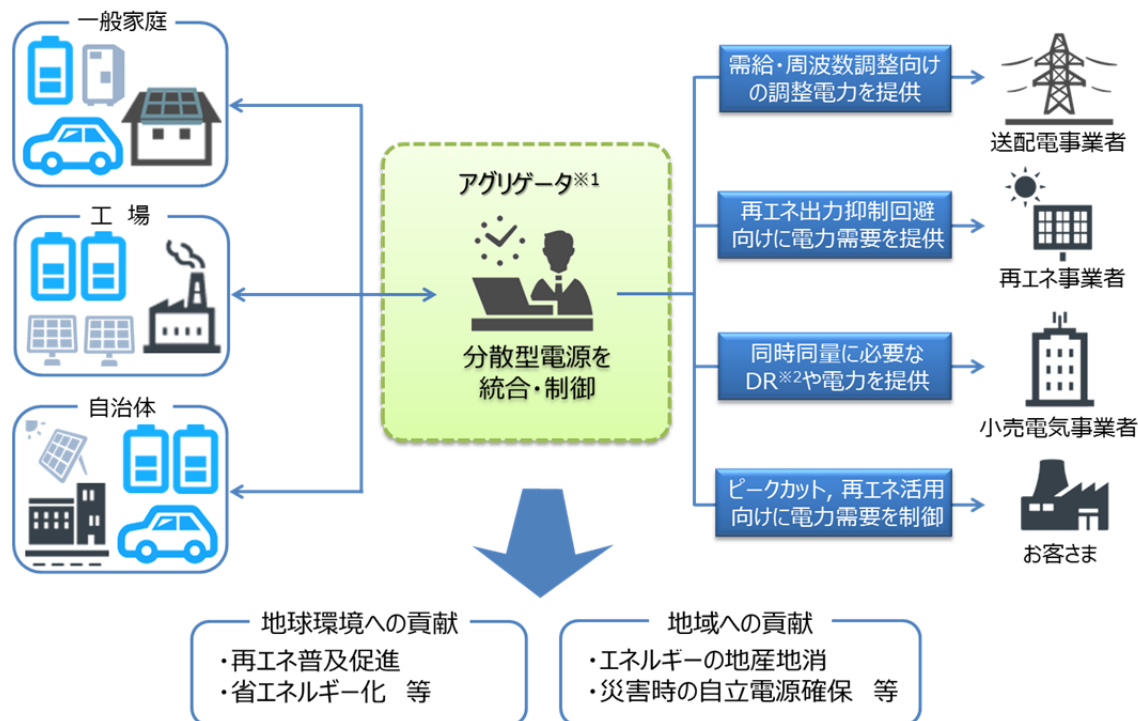 一般家庭
工 場
自治体
アグリゲータ※1
分散型電源を
統合・制御
需給・周波数調整向け
の調整電力を提供
送配電事業者
再エネ出力抑制回避
向けに電力需要を提供
再エネ事業者
同時同量に必要な
DR※2や電力を提供
小売電気事業者
ピークカット, 再エネ活用
向けに電力需要を制御
お客さま
地球環境への貢献
・再エネ普及促進
・省エネルギー化 等
地域への貢献
・エネルギーの地産地消
・災害時の自立電源確保 等